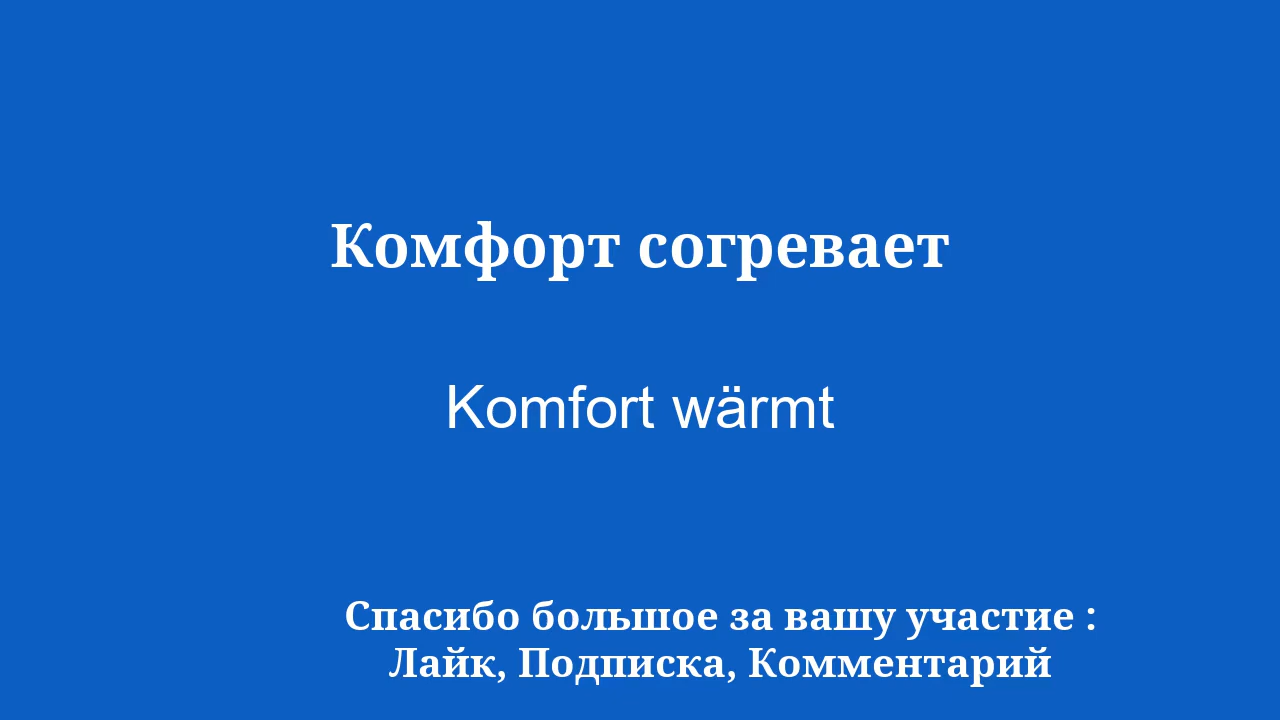 Комфорт согревает
Komfort wärmt
Спасибо большое за вашу участие :
Лайк, Подписка, Комментарий